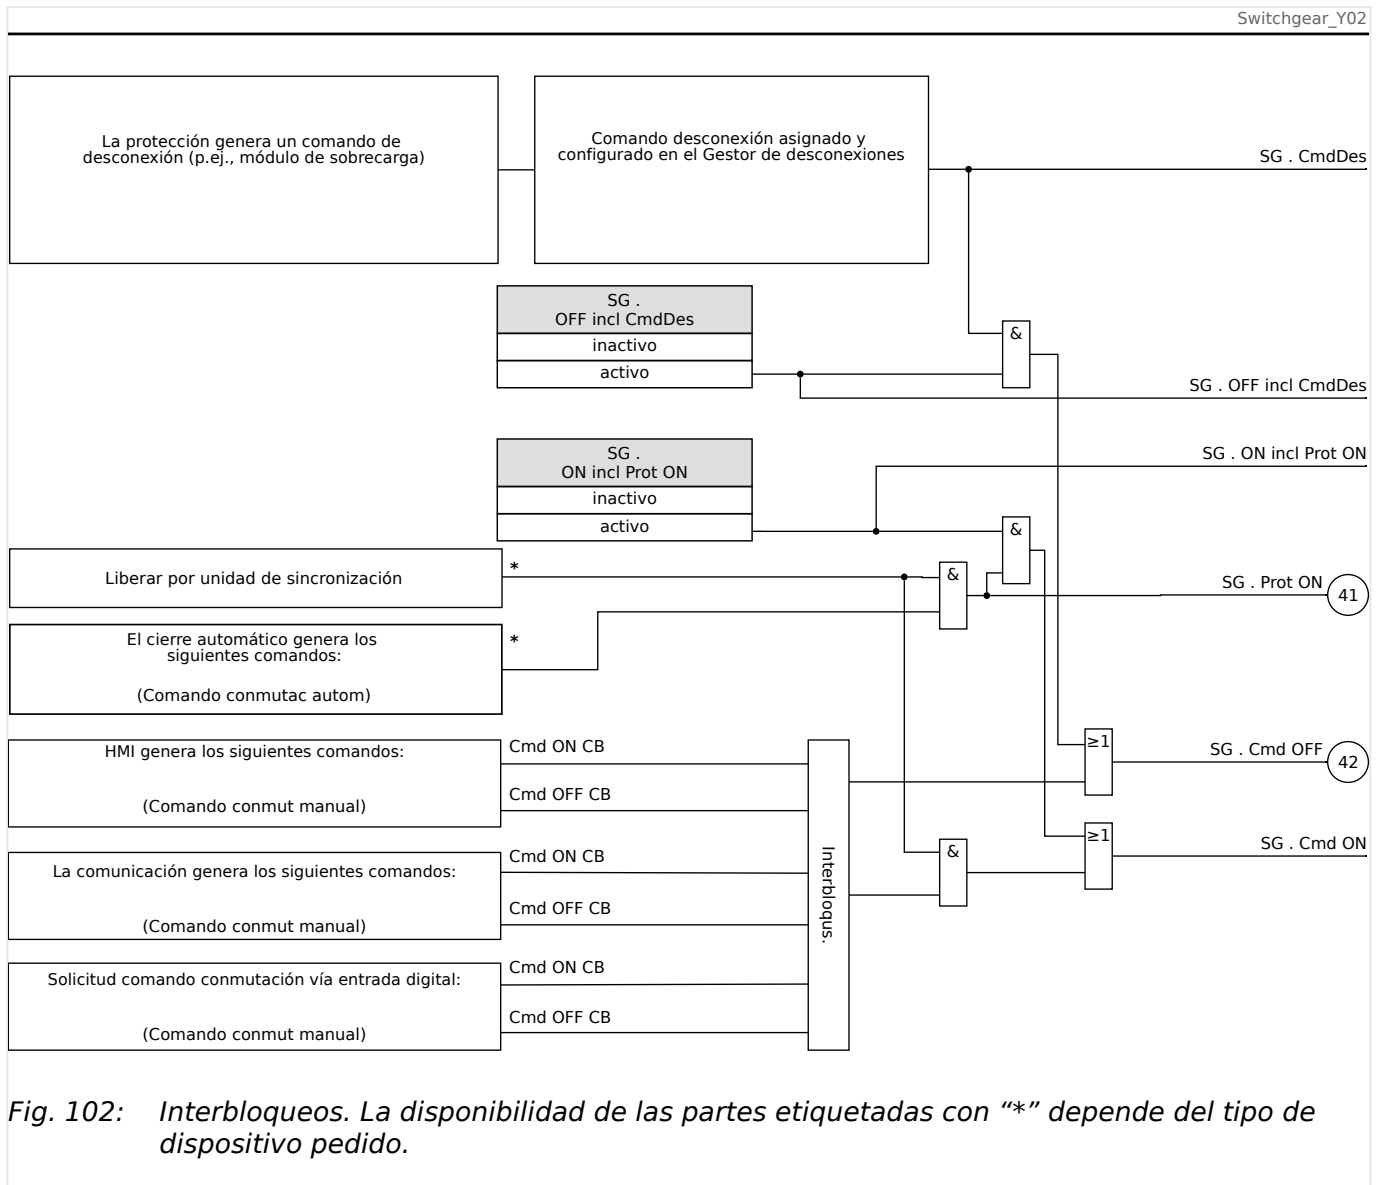 Switchgear_Y02
La protección genera un comando de
desconexión (p.ej., módulo de sobrecarga)
Comando desconexión asignado y
configurado en el Gestor de desconexiones
SG . CmdDes
SG .
OFF incl CmdDes
inactivo
activo
&
SG . OFF incl CmdDes
SG .
ON incl Prot ON
inactivo
activo
SG . ON incl Prot ON
&
Liberar por unidad de sincronización
*
&
SG . Prot ON
41
El cierre automático genera los
siguientes comandos:
(Comando conmutac autom)
*
HMI genera los siguientes comandos:
(Comando conmut manual)
Cmd ON CB
Cmd OFF CB
≥1
SG . Cmd OFF
42
La comunicación genera los siguientes comandos:
(Comando conmut manual)
Cmd ON CB
Cmd OFF CB
Interbloqus.
&
≥1
SG . Cmd ON
Solicitud comando conmutación vía entrada digital:
(Comando conmut manual)
Cmd ON CB
Cmd OFF CB
Fig. 102: Interbloqueos. La disponibilidad de las partes etiquetadas con “*” depende del tipo de
dispositivo pedido.